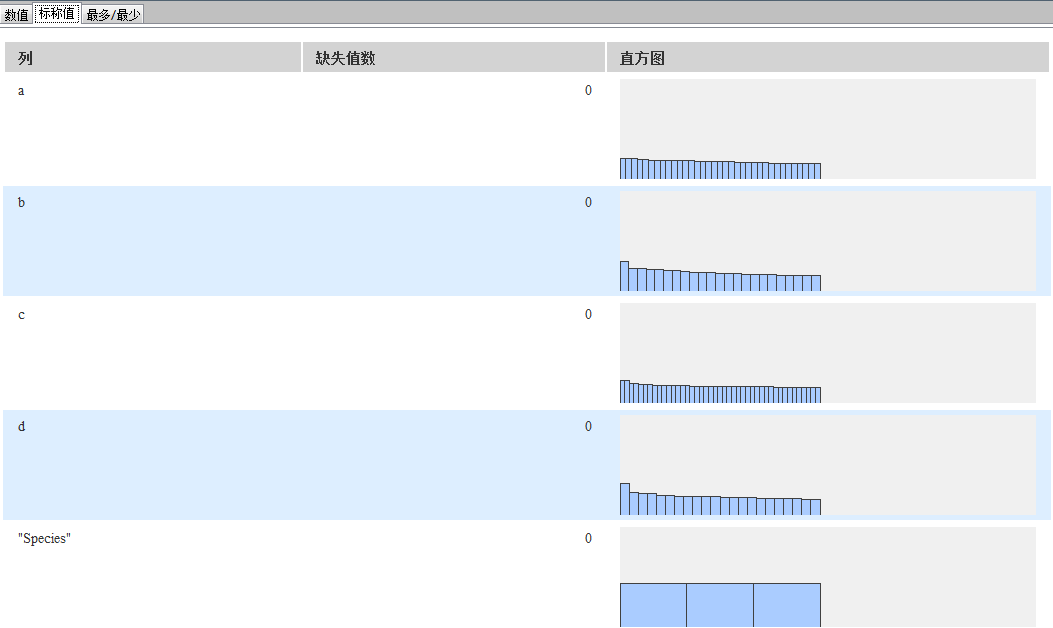 数值 标称值 最多/最少
列 缺失值数 直方图
a 0
b 0
c 0
d 0
"Species" 0